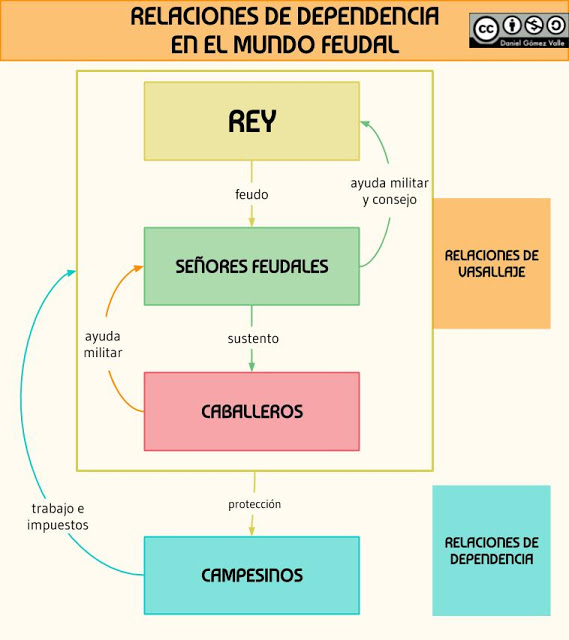 RELACIONES DE DEPENDENCIA
EN EL MUNDO FEUDAL
cc
Daniel Gómez Valle
REY
feudo
ayuda militar
y consejo
SEÑORES FEUDALES
RELACIONES DE
VASALLAJE
ayuda
militar
sustento
CABALLEROS
protección
trabajo e
impuestos
CAMPESINOS
RELACIONES DE
DEPENDENCIA